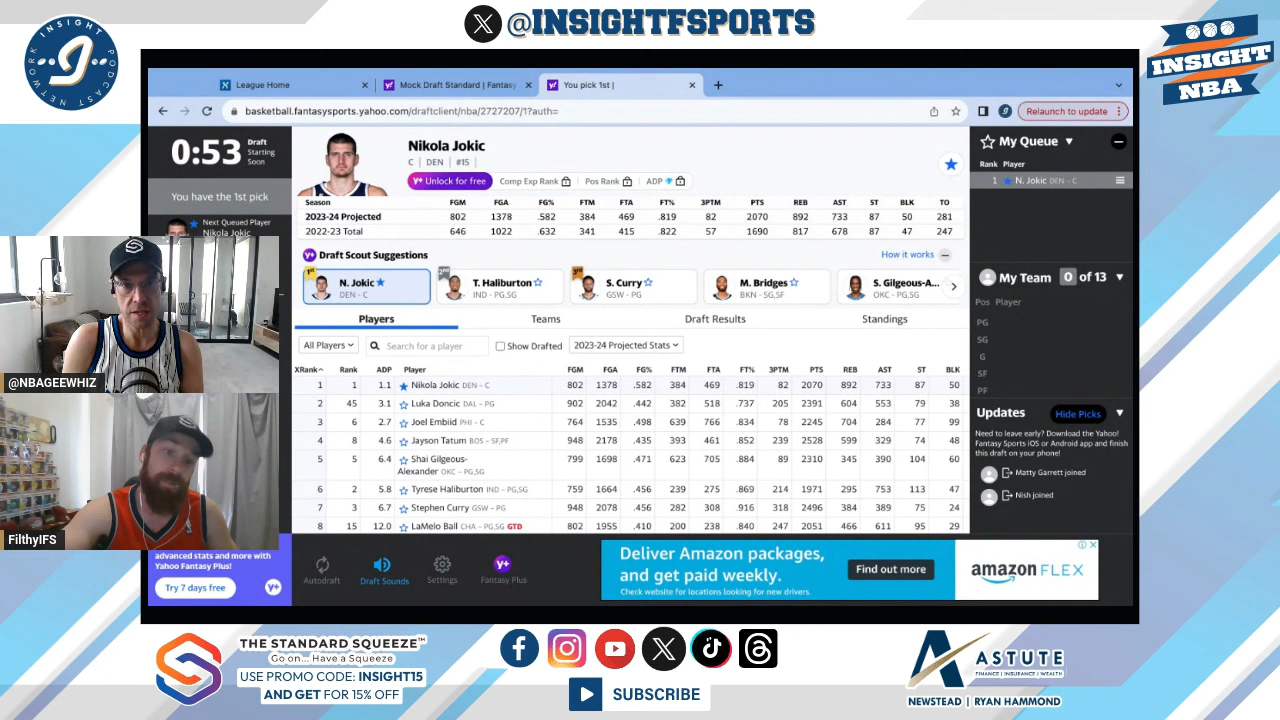 @INSIGHTFSPORTS
INSIGHT
PODCAST NETWORK
INSIGHT
NBA
League Home
Mock Draft Standard | Fantasy
You pick 1st |
basketball.fantasysports.yahoo.com/draftclient/nba/2727207/1?auth=
Relaunch to update
0:53 Draft Starting Soon
You have the 1st pick
Next Queued Player
Nikola Jokic
Nikola Jokic
C | DEN | #15
Y+ Unlock for free Comp Exp Rank Pos Rank ADP
Season FGM FGA FG% FTM FTA FT% 3PTM PTS REB AST ST BLK TO
2023-24 Projected 802 1378 .582 384 469 .819 82 2070 892 733 87 50 281
2022-23 Total 646 1022 .632 341 415 .822 57 1690 817 678 87 47 247
Draft Scout Suggestions
How it works
1st N. Jokic
DEN - C
2nd T. Haliburton
IND - PG,SG
3rd S. Curry
GSW - PG
M. Bridges
BKN - SG,SF
S. Gilgeous-A...
OKC - PG,SG
Players Teams Draft Results Standings
All Players Search for a player Show Drafted 2023-24 Projected Stats
XRank Rank ADP Player FGM FGA FG% FTM FTA FT% 3PTM PTS REB AST ST BLK
1 1 1.1 Nikola Jokic DEN - C 802 1378 .582 384 469 .819 82 2070 892 733 87 50
2 45 3.1 Luka Doncic DAL - PG 902 2042 .442 382 518 .737 205 2391 604 553 79 38
3 6 2.7 Joel Embiid PHI - C 764 1535 .498 639 766 .834 78 2245 704 284 77 99
4 8 4.6 Jayson Tatum BOS - SF,PF 948 2178 .435 393 461 .852 239 2528 599 329 74 48
5 5 6.4 Shai Gilgeous-Alexander OKC - PG,SG 799 1698 .471 623 705 .884 89 2310 345 390 104 60
6 2 5.8 Tyrese Haliburton IND - PG,SG 759 1664 .456 239 275 .869 214 1971 295 753 113 47
7 3 6.7 Stephen Curry GSW - PG 948 2078 .456 283 308 .916 318 2496 384 389 75 24
8 15 12.0 LaMelo Ball CHA - PG,SG GTD 802 1955 .410 200 238 .840 247 2051 466 611 95 29
My Queue
Rank Player
1 N. Jokic DEN - C
My Team 0 of 13
Pos Player
PG
SG
G
SF
PF
Updates Hide Picks
Need to leave early? Download the Yahoo!
Fantasy Sports iOS or Android app and finish
this draft on your phone!
Matty Garrett joined
Nish joined
@NBAGEEWHIZ
FilthyIFS
advanced stats and more with
Yahoo Fantasy Plus!
Try 7 days free
Y+
Autodraft
Draft Sounds
Settings
Fantasy Plus
Deliver Amazon packages,
and get paid weekly.
Check website for locations looking for new drivers.
Find out more
amazon FLEX
THE STANDARD SQUEEZE™
Go on... Have a Squeeze
USE PROMO CODE: INSIGHT15
AND GET FOR 15% OFF
SUBSCRIBE
ASTUTE
FINANCE | INSURANCE | WEALTH
NEWSTEAD | RYAN HAMMOND